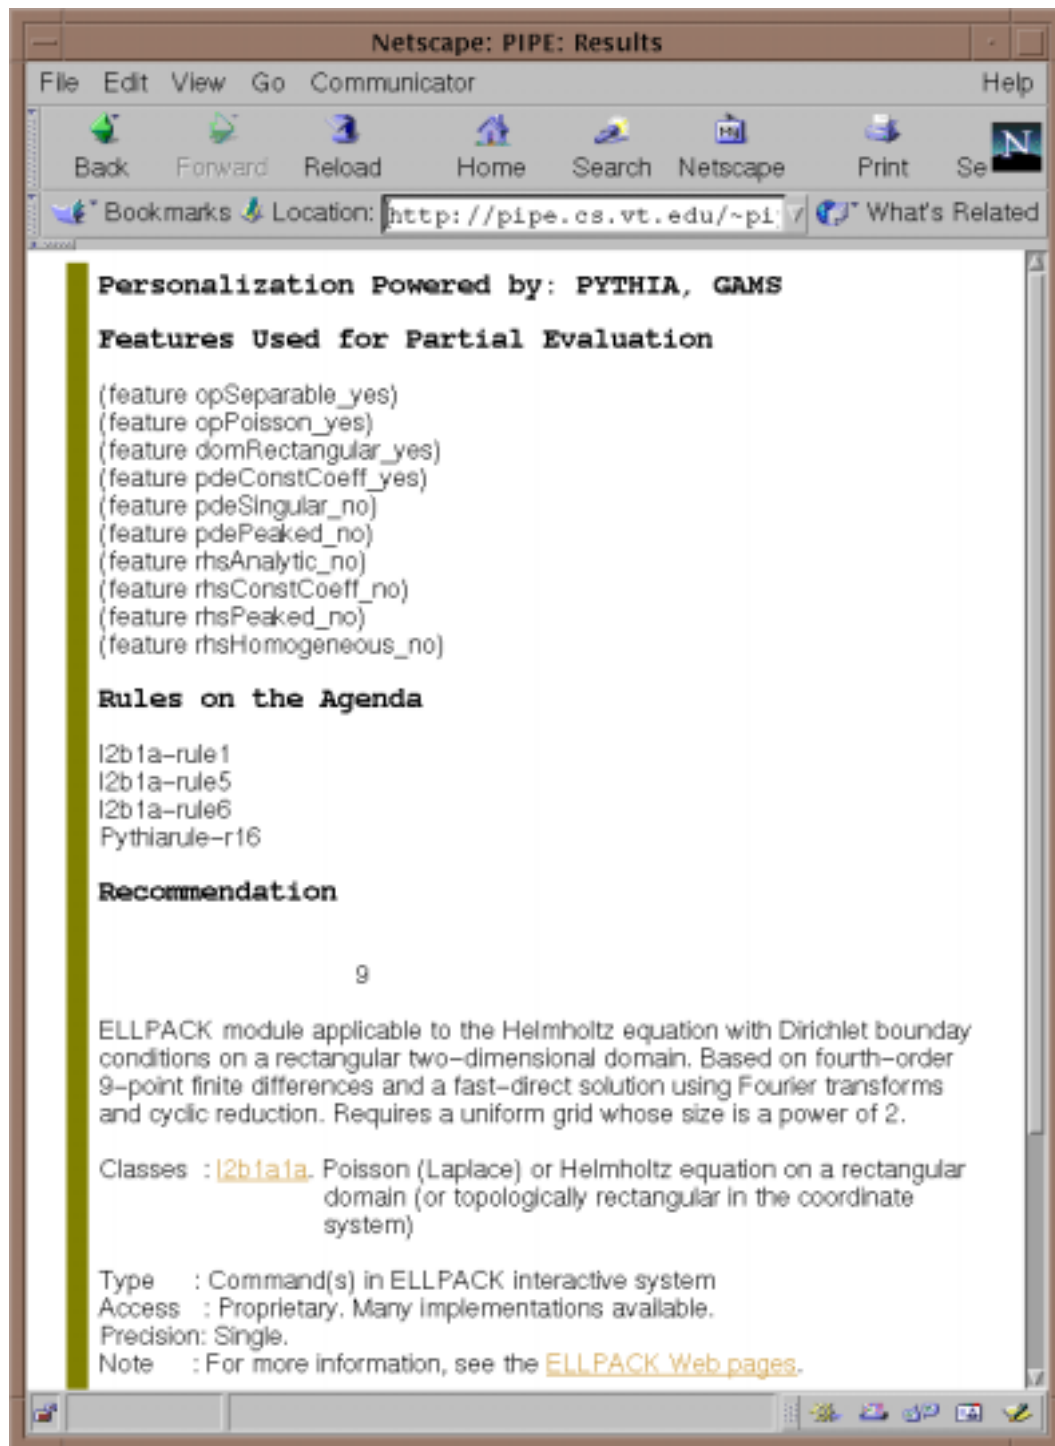 Netscape: PIPE: Results
File Edit View Go Communicator Help
Back Forward Reload Home Search Netscape Print Se
N
Bookmarks Location: http://pipe.cs.vt.edu/~pi What's Related
Personalization Powered by: PYTHIA, GAMS
Features Used for Partial Evaluation
(feature opSeparable_yes)
(feature opPoisson_yes)
(feature domRectangular_yes)
(feature pdeConstCoeff_yes)
(feature pdeSingular_no)
(feature pdePeaked_no)
(feature rhsAnalytic_no)
(feature rhsConstCoeff_no)
(feature rhsPeaked_no)
(feature rhsHomogeneous_no)
Rules on the Agenda
I2b1a-rule1
I2b1a-rule5
I2b1a-rule6
Pythiarule-r16
Recommendation
9
ELLPACK module applicable to the Helmholtz equation with Dirichlet bounday
conditions on a rectangular two-dimensional domain. Based on fourth-order
9-point finite differences and a fast-direct solution using Fourier transforms
and cyclic reduction. Requires a uniform grid whose size is a power of 2.
Classes : I2b1a1a. Poisson (Laplace) or Helmholtz equation on a rectangular
domain (or topologically rectangular in the coordinate
system)
Type : Command(s) in ELLPACK interactive system
Access : Proprietary. Many implementations available.
Precision: Single.
Note : For more information, see the ELLPACK Web pages.